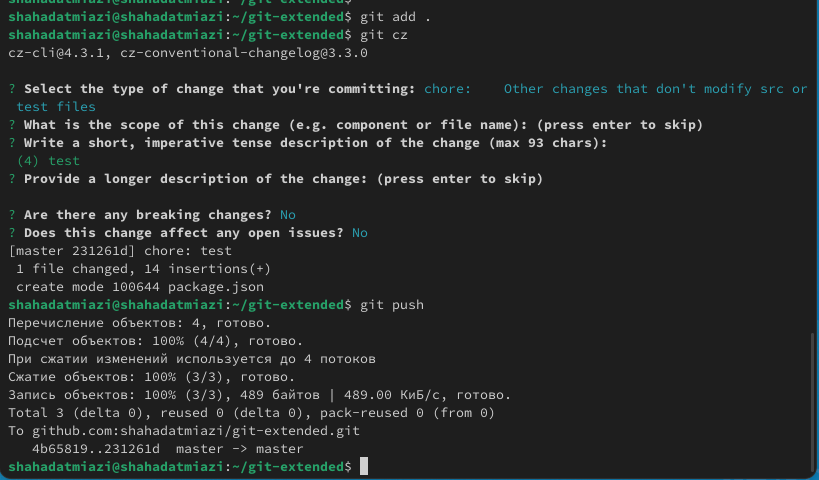 shahadatmiazi@shahadatmiazi:~/git-extended$
shahadatmiazi@shahadatmiazi:~/git-extended$ git add .
shahadatmiazi@shahadatmiazi:~/git-extended$ git cz
cz-cli@4.3.1, cz-conventional-changelog@3.3.0
? Select the type of change that you're committing: chore:    Other changes that don't modify src or
test files
? What is the scope of this change (e.g. component or file name): (press enter to skip)
? Write a short, imperative tense description of the change (max 93 chars):
(4) test
? Provide a longer description of the change: (press enter to skip)
? Are there any breaking changes? No
? Does this change affect any open issues? No
[master 231261d] chore: test
1 file changed, 14 insertions(+)
create mode 100644 package.json
shahadatmiazi@shahadatmiazi:~/git-extended$ git push
Перечисление объектов: 4, готово.
Подсчет объектов: 100% (4/4), готово.
При сжатии изменений используется до 4 потоков
Сжатие объектов: 100% (3/3), готово.
Запись объектов: 100% (3/3), 489 байтов | 489.00 КиБ/с, готово.
Total 3 (delta 0), reused 0 (delta 0), pack-reused 0 (from 0)
To github.com:shahadatmiazi/git-extended.git
4b65819..231261d  master -> master
shahadatmiazi@shahadatmiazi:~/git-extended$